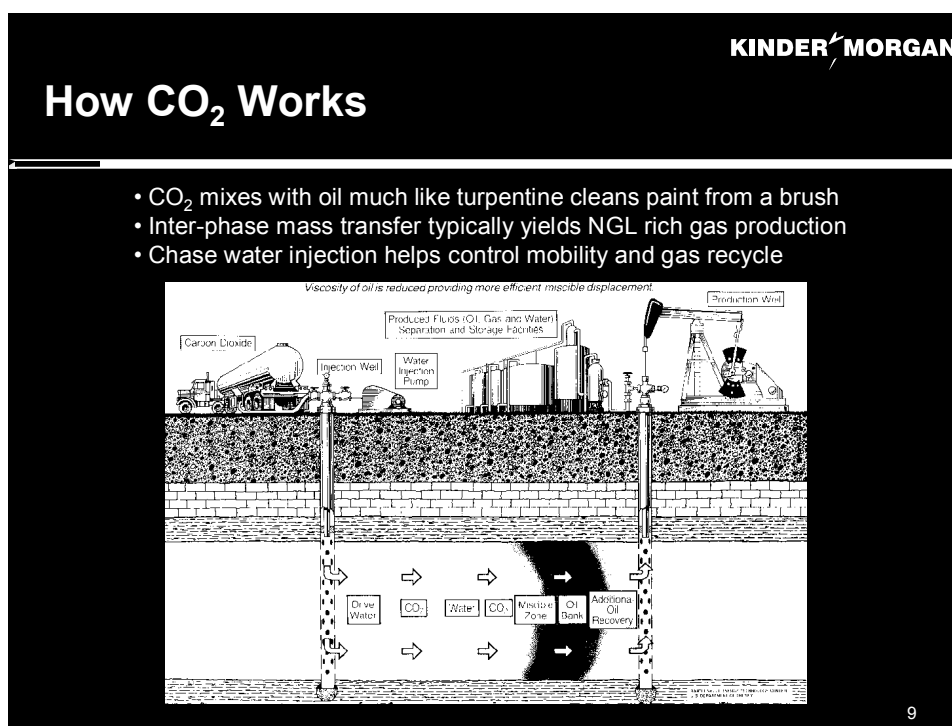 KINDER MORGAN
How CO₂ Works
• CO₂ mixes with oil much like turpentine cleans paint from a brush
• Inter-phase mass transfer typically yields NGL rich gas production
• Chase water injection helps control mobility and gas recycle
Viscosity of oil is reduced providing more efficient miscible displacement.
Production Well
Produced Fluids (Oil, Gas and Water)
Separation and Storage Facilities
Carbon Dioxide
Injection Well
Water
Injection
Pump
Drive
Water
CO₂
Water
CO₂
Miscible
Zone
Oil
Bank
Additional
Oil
Recovery
U.S. DEPARTMENT OF ENERGY
9